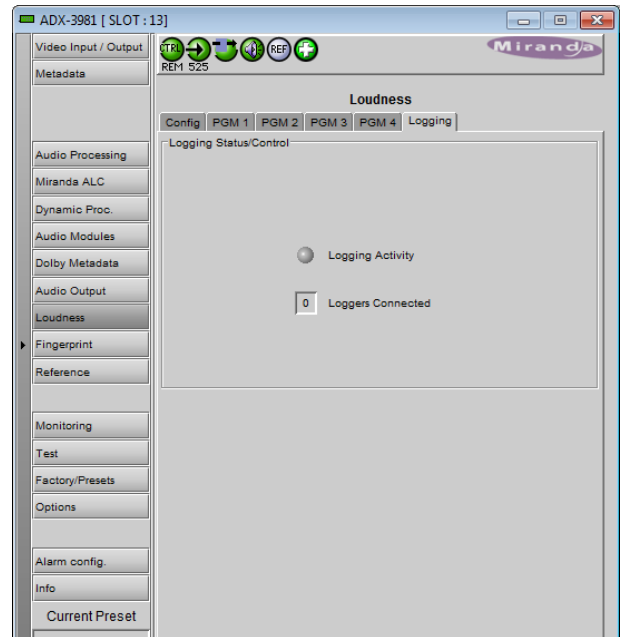 ADX-3981 [ SLOT : 13]
Video Input / Output
Metadata
CTRL
REF
REM 525
Miranda
Loudness
Config PGM 1 PGM 2 PGM 3 PGM 4 Logging
Logging Status/Control
Audio Processing
Miranda ALC
Dynamic Proc.
Audio Modules
Dolby Metadata
Audio Output
Loudness
Fingerprint
Reference
Logging Activity
0 Loggers Connected
Monitoring
Test
Factory/Presets
Options
Alarm config.
Info
Current Preset